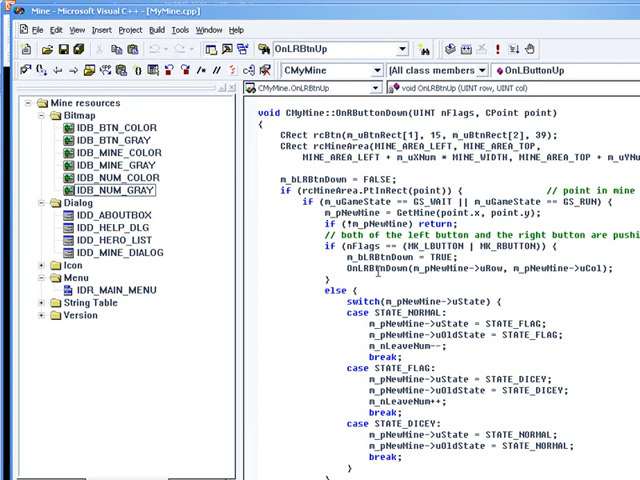 Mine - Microsoft Visual C++ - [MyMine.cpp]
File Edit View Insert Project Build Tools Window Help
OnLRBtnUp
CMyMine [All class members] OnLButtonUp
CMyMine.OnLRBtnUp void OnLRBtnUp(UINT row, UINT col)
Mine resources
Bitmap
IDB_BTN_COLOR
IDB_BTN_GRAY
IDB_MINE_COLOR
IDB_MINE_GRAY
IDB_NUM_COLOR
IDB_NUM_GRAY
Dialog
IDD_ABOUTBOX
IDD_HELP_DLG
IDD_HERO_LIST
IDD_MINE_DIALOG
Icon
Menu
IDR_MAIN_MENU
String Table
Version
void CMyMine::OnRButtonDown(UINT nFlags, CPoint point)
{
CRect rcBtn(m_uBtnRect[1], 15, m_uBtnRect[2], 39);
CRect rcMineArea(MINE_AREA_LEFT, MINE_AREA_TOP,
MINE_AREA_LEFT + m_uXNum * MINE_WIDTH, MINE_AREA_TOP + m_uYNu
m_bLRBtnDown = FALSE;
if (rcMineArea.PtInRect(point)) { // point in mine
if (m_uGameState == GS_WAIT || m_uGameState == GS_RUN) {
m_pNewMine = GetMine(point.x, point.y);
if (!m_pNewMine) return;
// both of the left button and the right button are pushi
if (nFlags == (MK_LBUTTON | MK_RBUTTON)) {
m_bLRBtnDown = TRUE;
OnLRBtnDown(m_pNewMine->uRow, m_pNewMine->uCol);
}
else {
switch(m_pNewMine->uState) {
case STATE_NORMAL:
m_pNewMine->uState = STATE_FLAG;
m_pNewMine->uOldState = STATE_FLAG;
m_nLeaveNum--;
break;
case STATE_FLAG:
m_pNewMine->uState = STATE_DICEY;
m_pNewMine->uOldState = STATE_DICEY;
m_nLeaveNum++;
break;
case STATE_DICEY:
m_pNewMine->uState = STATE_NORMAL;
m_pNewMine->uOldState = STATE_NORMAL;
break;
}
}